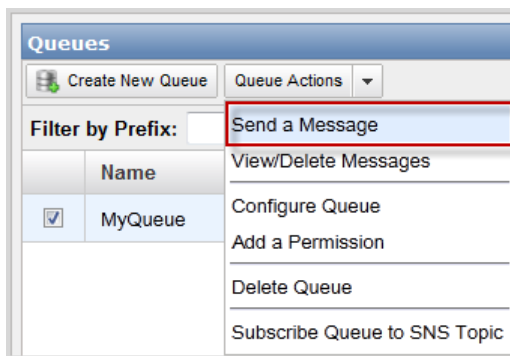 Queues
Create New Queue Queue Actions
Filter by Prefix: Send a Message
View/Delete Messages
Name
Configure Queue
MyQueue
Add a Permission
Delete Queue
Subscribe Queue to SNS Topic